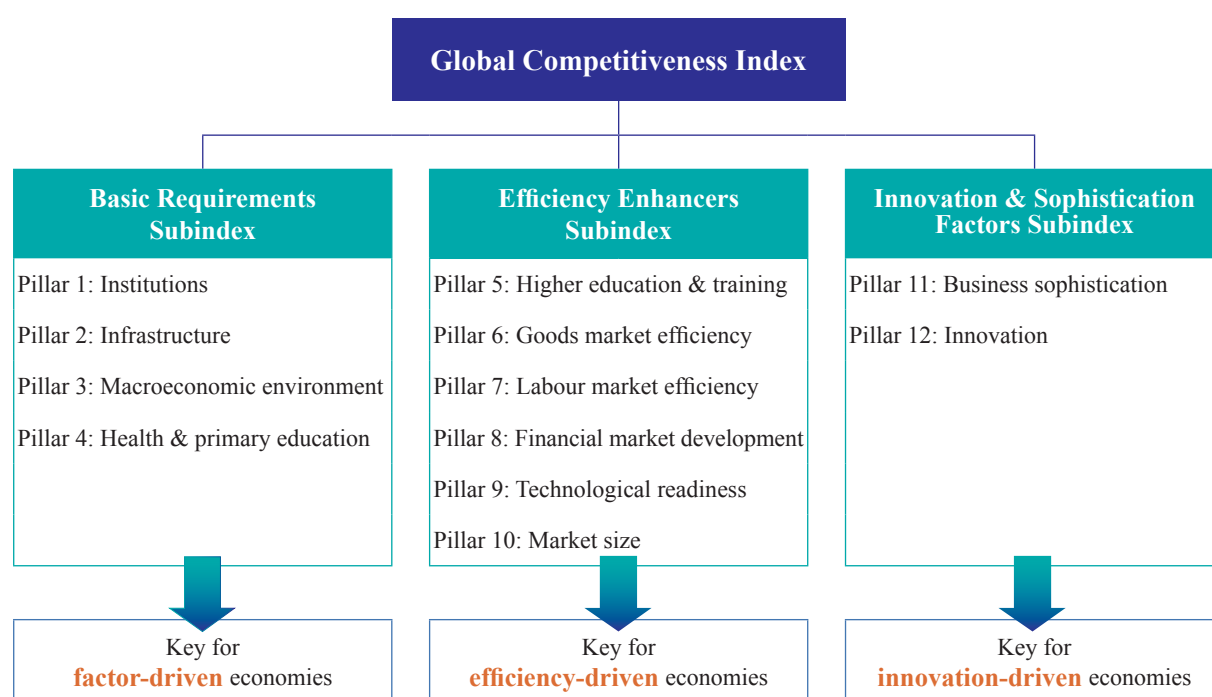 Global Competitiveness Index
Basic Requirements
Subindex
Pillar 1: Institutions
Pillar 2: Infrastructure
Pillar 3: Macroeconomic environment
Pillar 4: Health & primary education
Key for
factor-driven economies
Efficiency Enhancers
Subindex
Pillar 5: Higher education & training
Pillar 6: Goods market efficiency
Pillar 7: Labour market efficiency
Pillar 8: Financial market development
Pillar 9: Technological readiness
Pillar 10: Market size
Key for
efficiency-driven economies
Innovation & Sophistication
Factors Subindex
Pillar 11: Business sophistication
Pillar 12: Innovation
Key for
innovation-driven economies